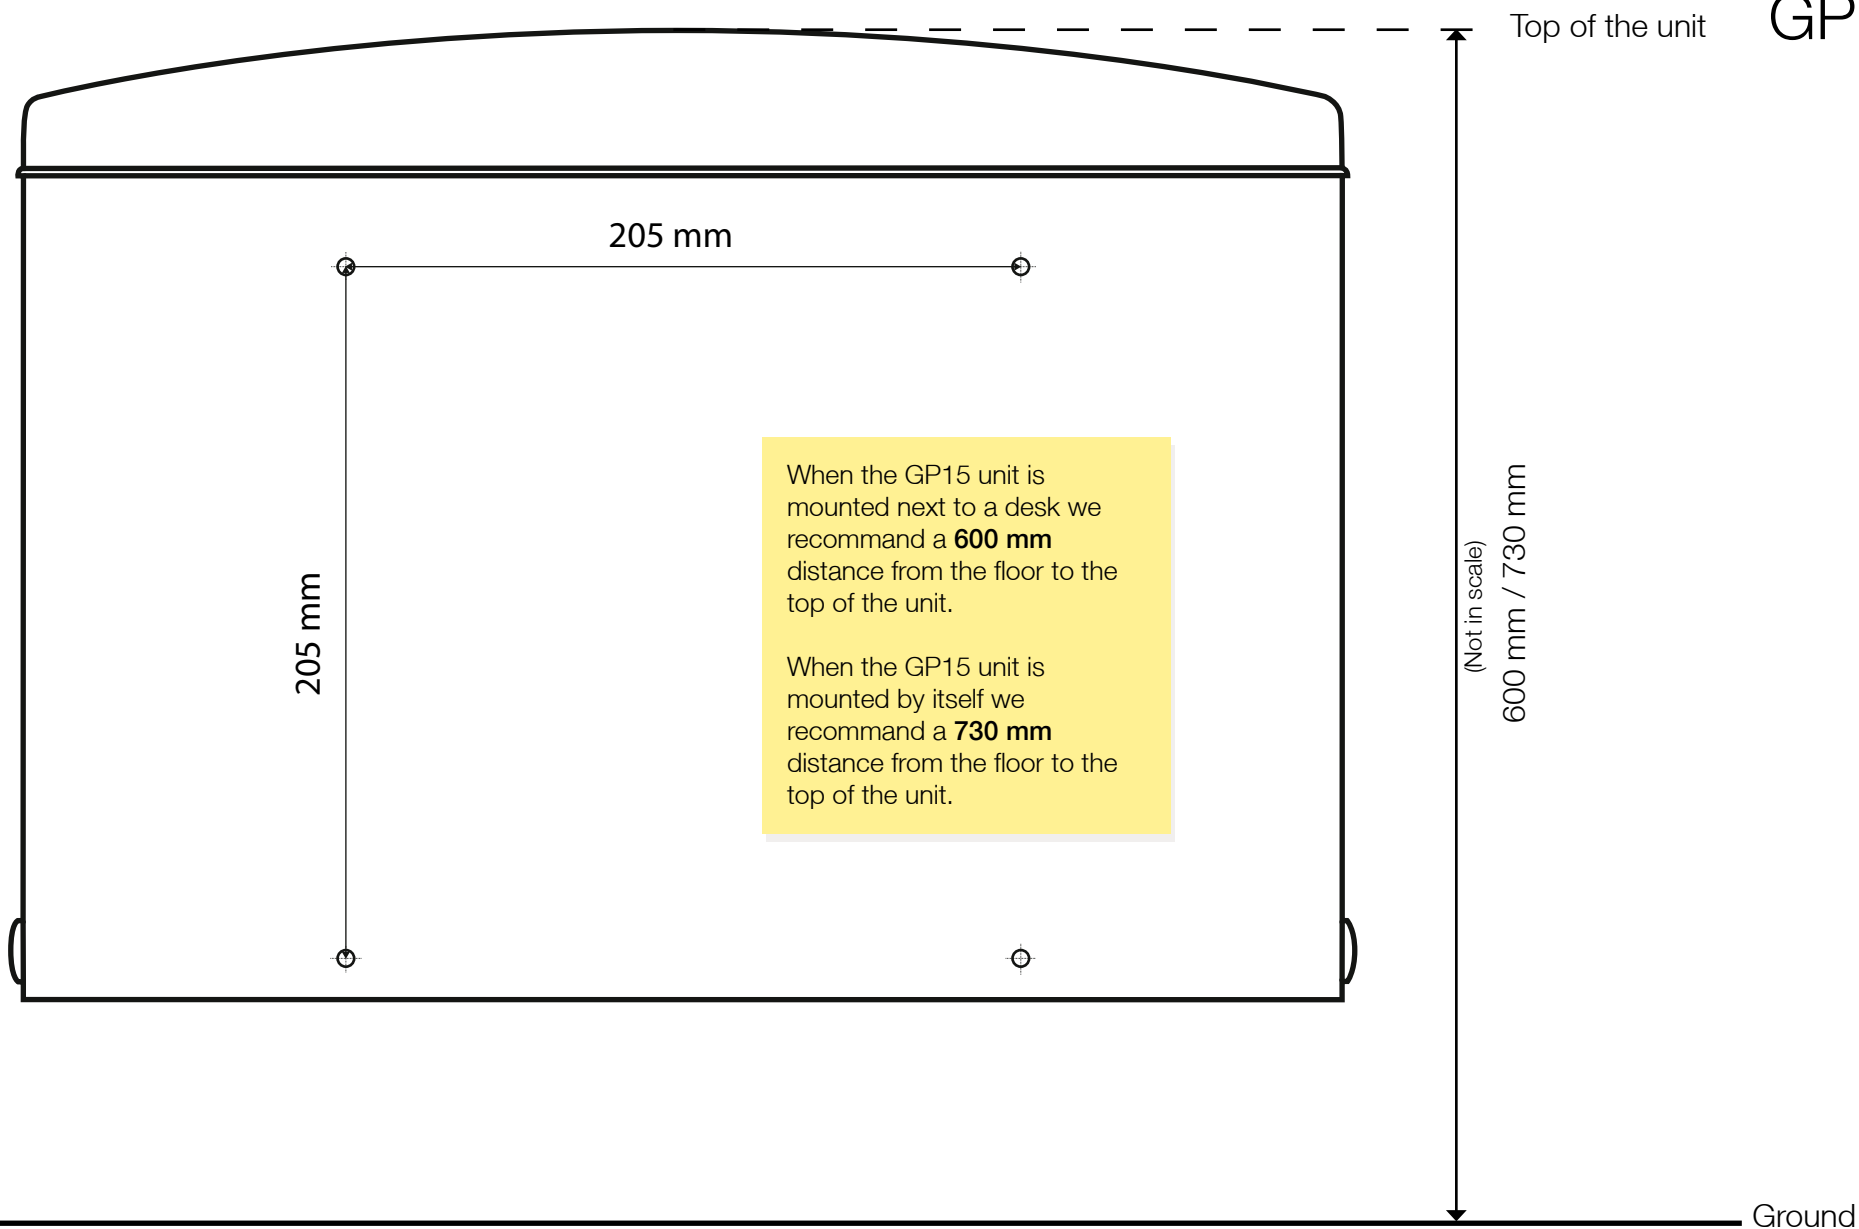 Top of the unit
GP
205 mm
205 mm
When the GP15 unit is
mounted next to a desk we
recommand a 600 mm
distance from the floor to the
top of the unit.
When the GP15 unit is
mounted by itself we
recommand a 730 mm
distance from the floor to the
top of the unit.
(Not in scale)
600 mm / 730 mm
Ground